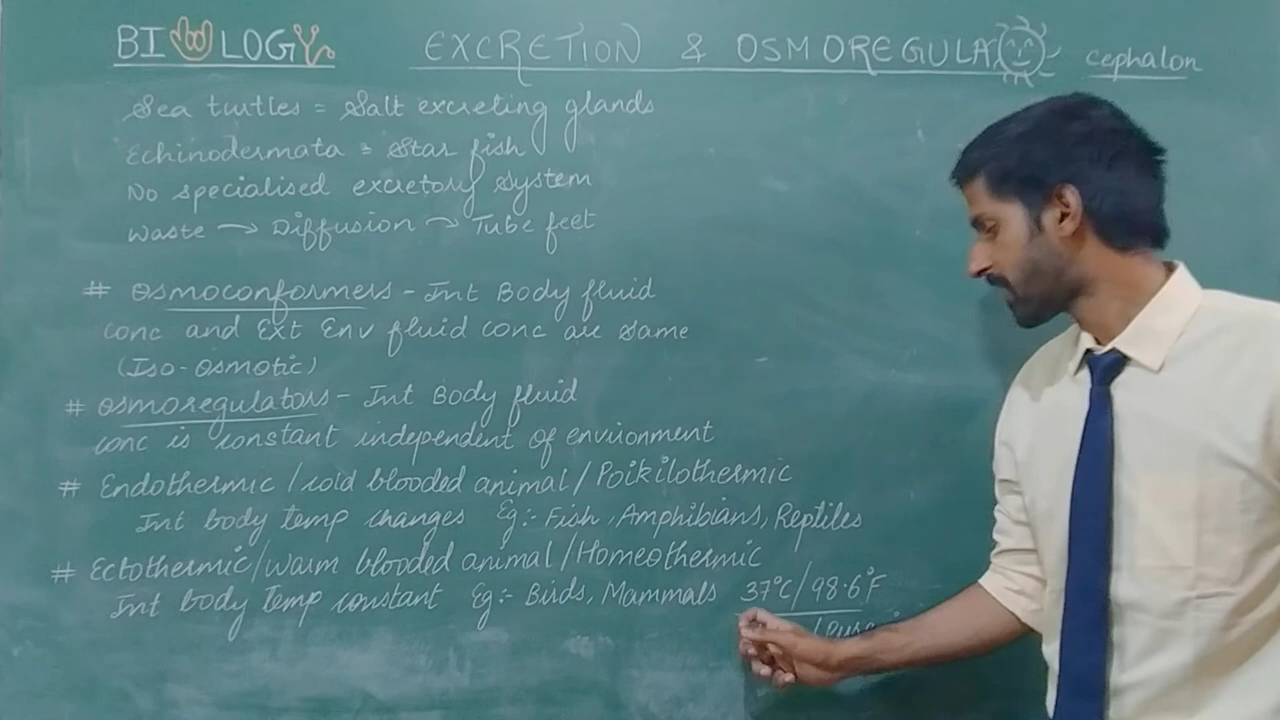 BIOLOGY
EXCRETION & OSMOREGULA
cephalon
Sea turtles = Salt excreting glands
Echinodermata = Star fish
No specialised excretory system
Waste → Diffusion → Tube feet
# Osmoconformers - Int Body fluid
conc and Ext Env fluid conc are same
(Iso-osmotic)
# Osmoregulators - Int Body fluid
conc is constant independent of environment
# Endothermic / cold blooded animal / Poikilothermic
Int body temp changes Eg:- Fish, Amphibians, Reptiles
# Ectothermic / warm blooded animal / Homeothermic
Int body Temp constant Eg:- Birds, Mammals 37°C / 98.6°F